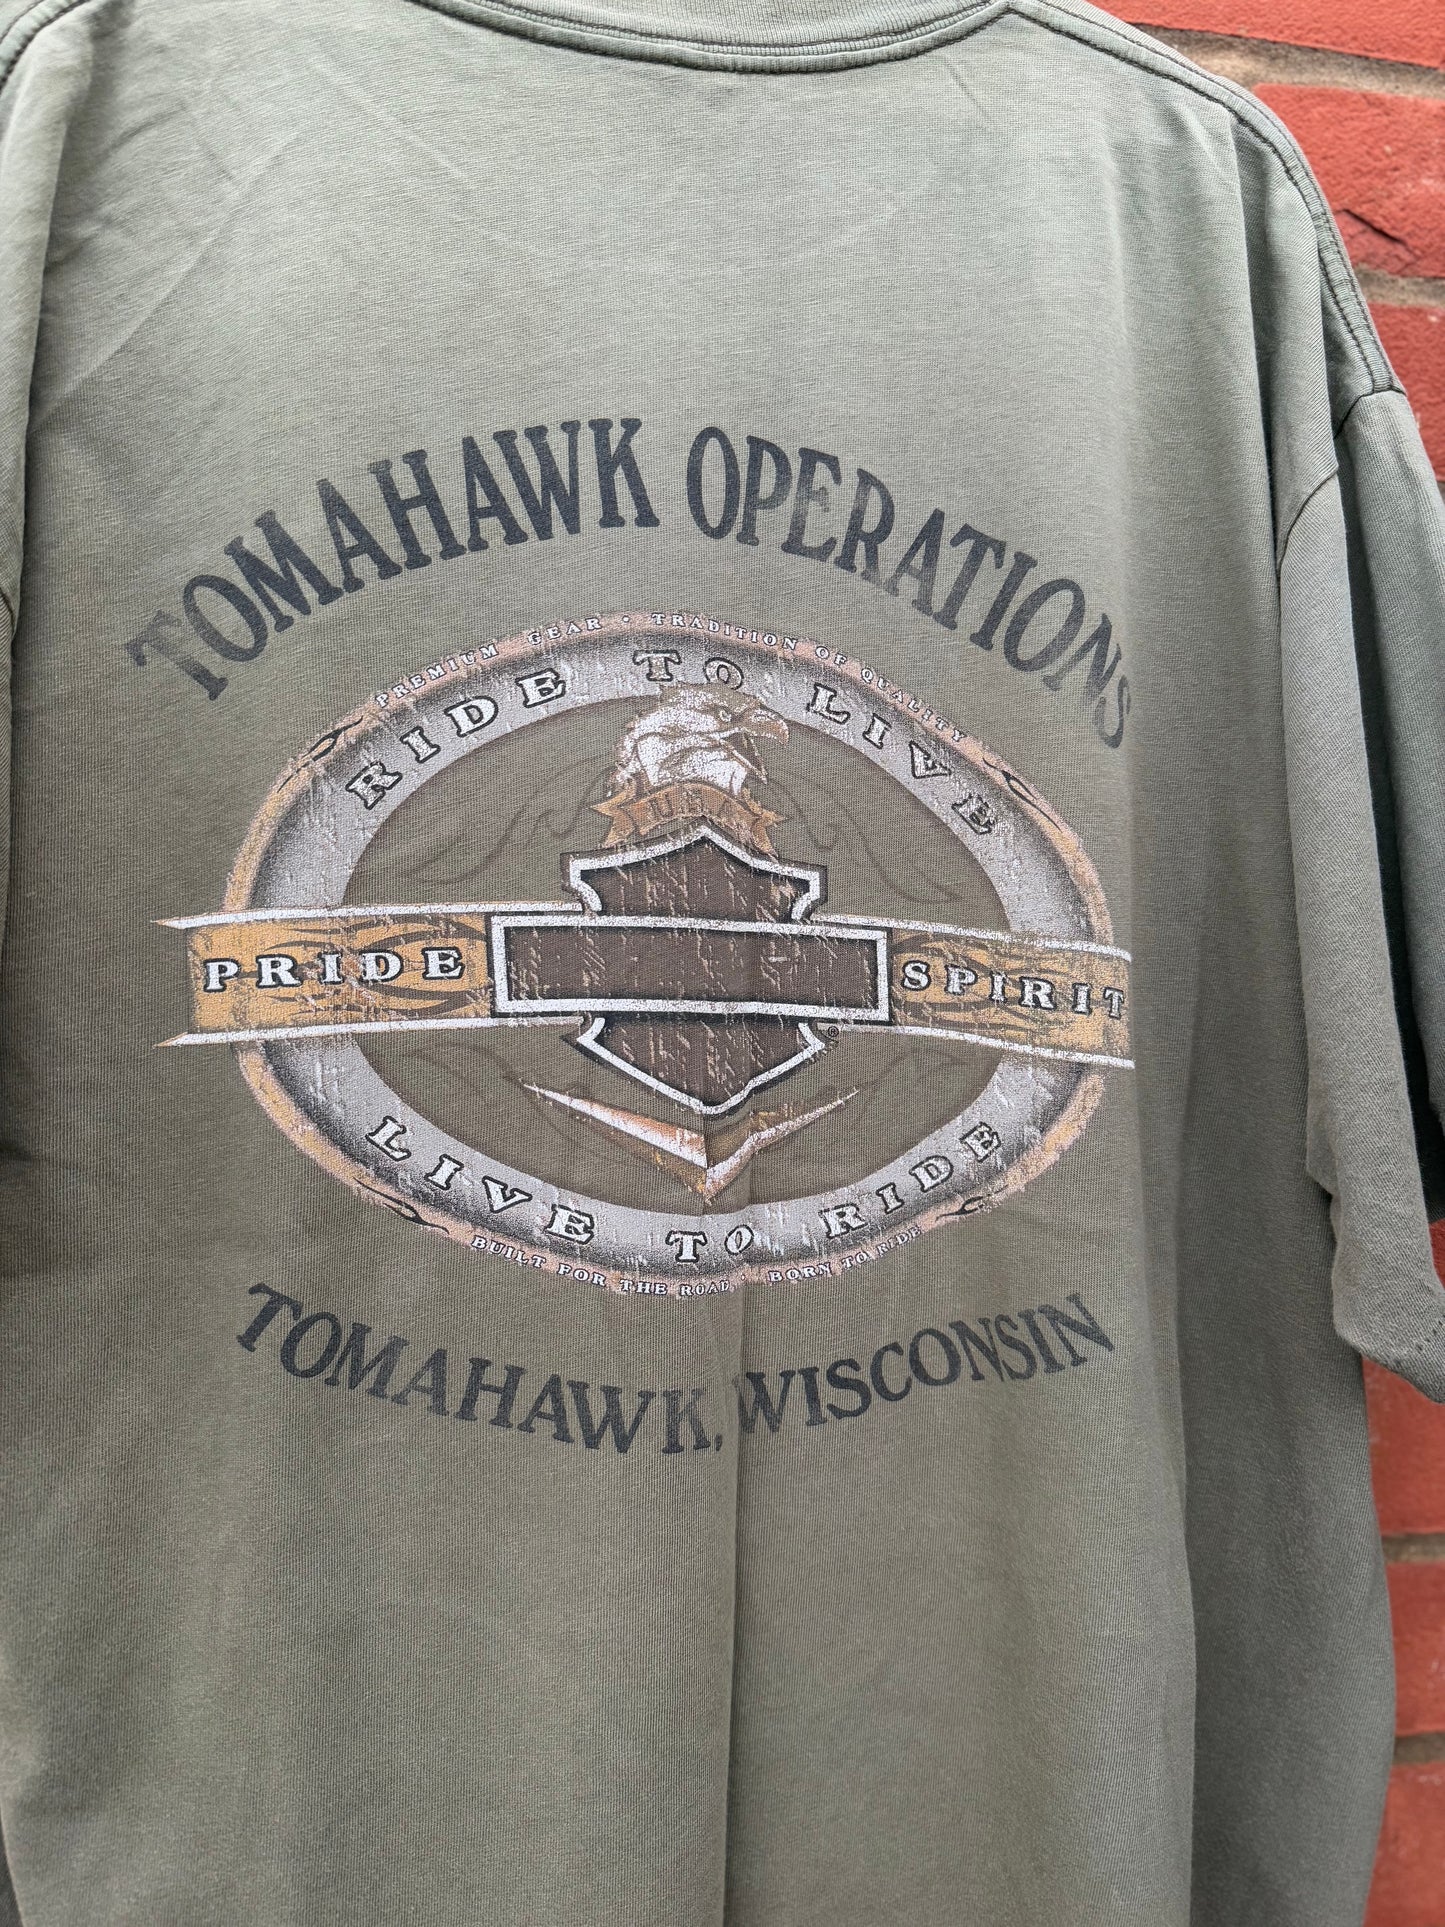 TOMAHAWK OPERATIONS
PREMIUM GEAR • TRADITION OF QUALITY
RIDE TO LIVE
U.S.A.
PRIDE
SPIRIT
®
LIVE TO RIDE
BUILT FOR THE ROAD • BORN TO RIDE
TOMAHAWK, WISCONSIN